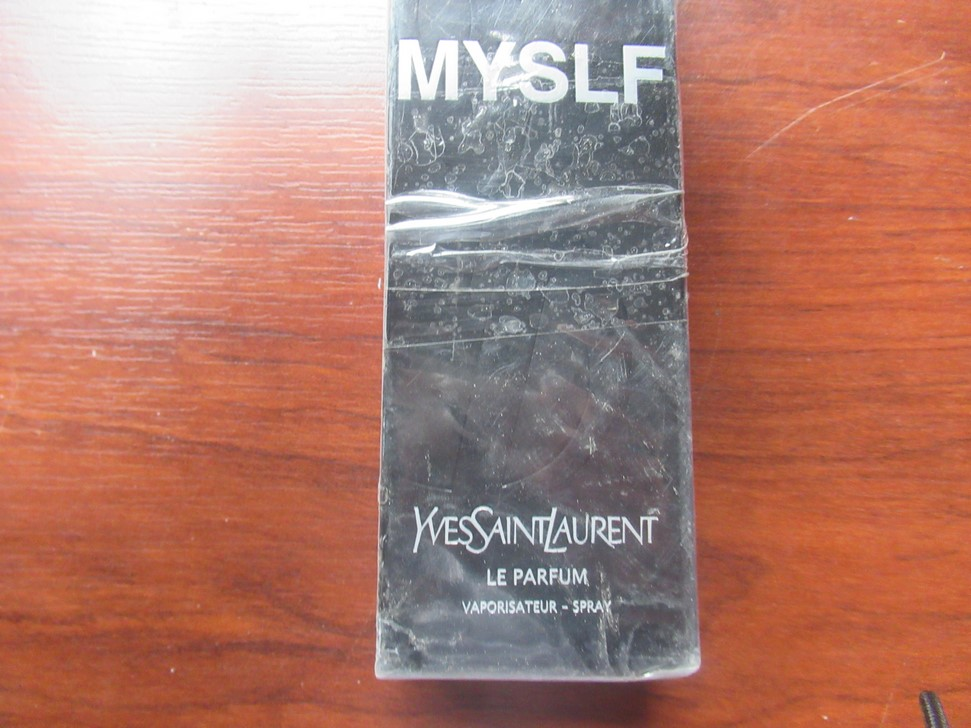 MYSLF
YVESSAINTLAURENT
LE PARFUM
VAPORISATEUR – SPRAY